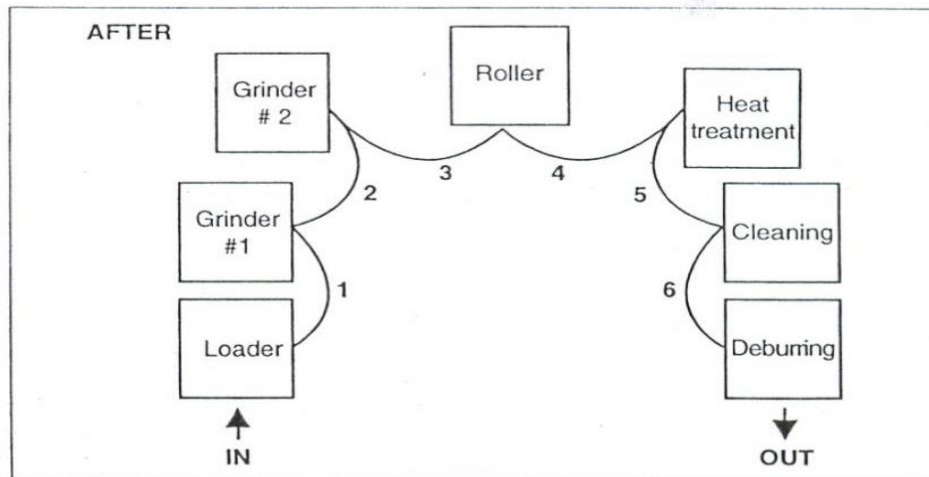 AFTER
Grinder
# 2
Roller
Heat
treatment
3
4
2
5
Grinder
#1
Cleaning
1
6
Loader
Deburring
IN
OUT